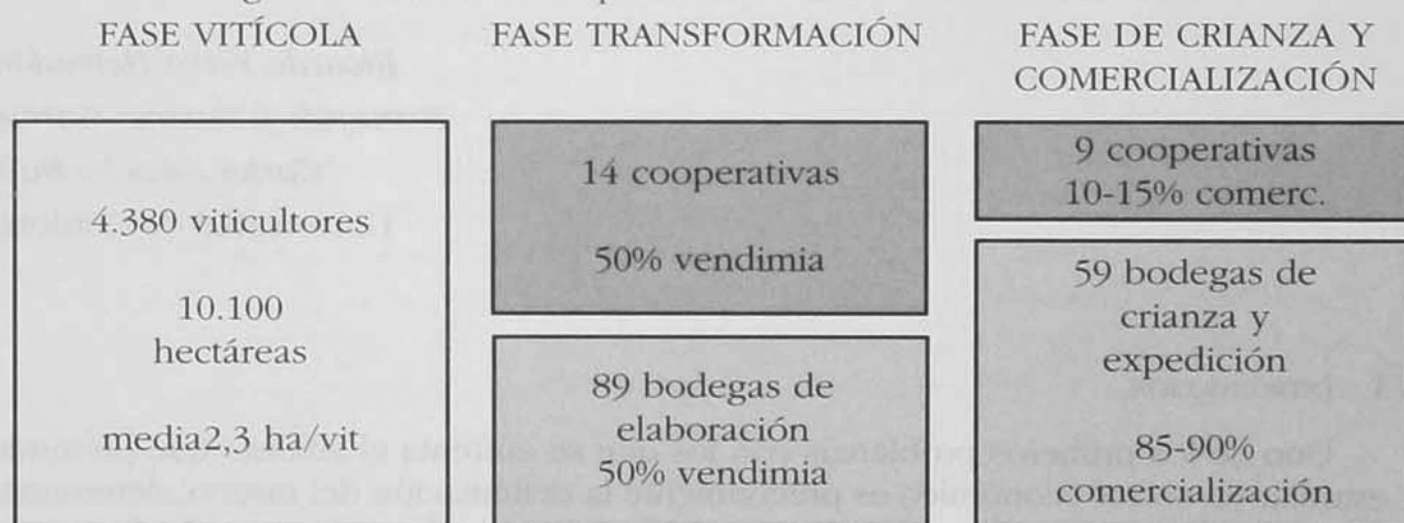 FASE VITÍCOLA
FASE TRANSFORMACIÓN
FASE DE CRIANZA Y
COMERCIALIZACIÓN
4.380 viticultores
10.100
hectáreas
media2,3 ha/vit
14 cooperativas
50% vendimia
89 bodegas de
elaboración
50% vendimia
9 cooperativas
10-15% comerc.
59 bodegas de
crianza y
expedición
85-90%
comercialización